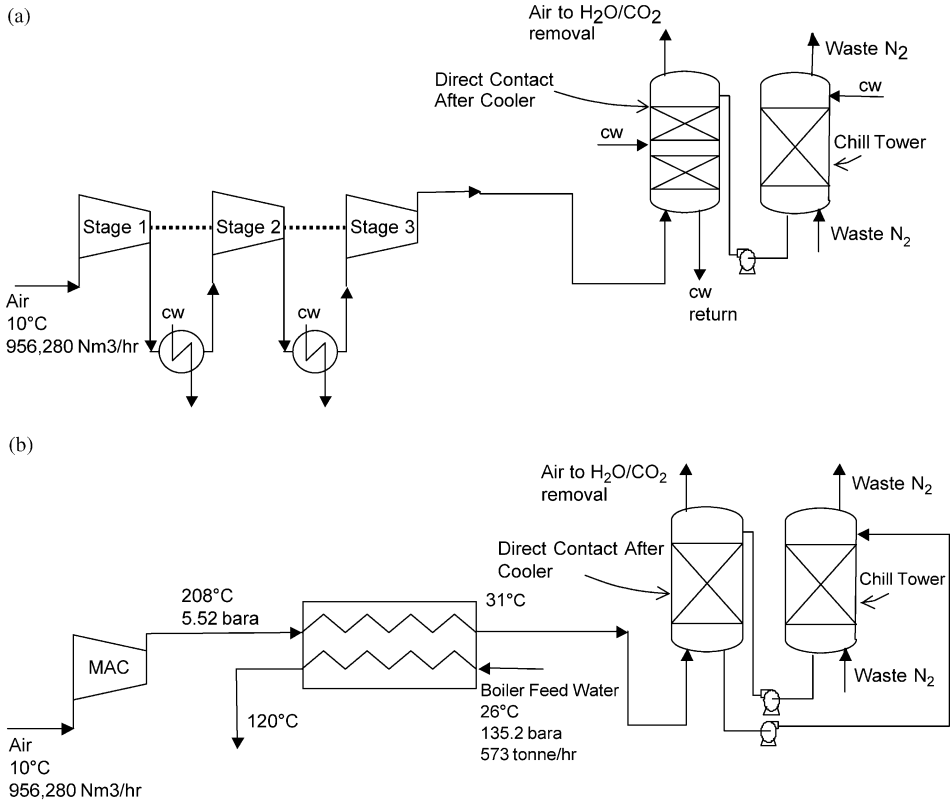 (a)
Air to H2O/CO2
removal
Waste N2
Direct Contact
After Cooler
cw
cw
Chill Tower
Stage 1
Stage 2
Stage 3
Waste N2
cw
return
Air
10°C
956,280 Nm3/hr
cw
cw
(b)
Air to H2O/CO2
removal
Waste N2
Direct Contact After
Cooler
Chill Tower
208°C
5.52 bara
31°C
MAC
Boiler Feed Water
26°C
135.2 bara
573 tonne/hr
Waste N2
120°C
Air
10°C
956,280 Nm3/hr